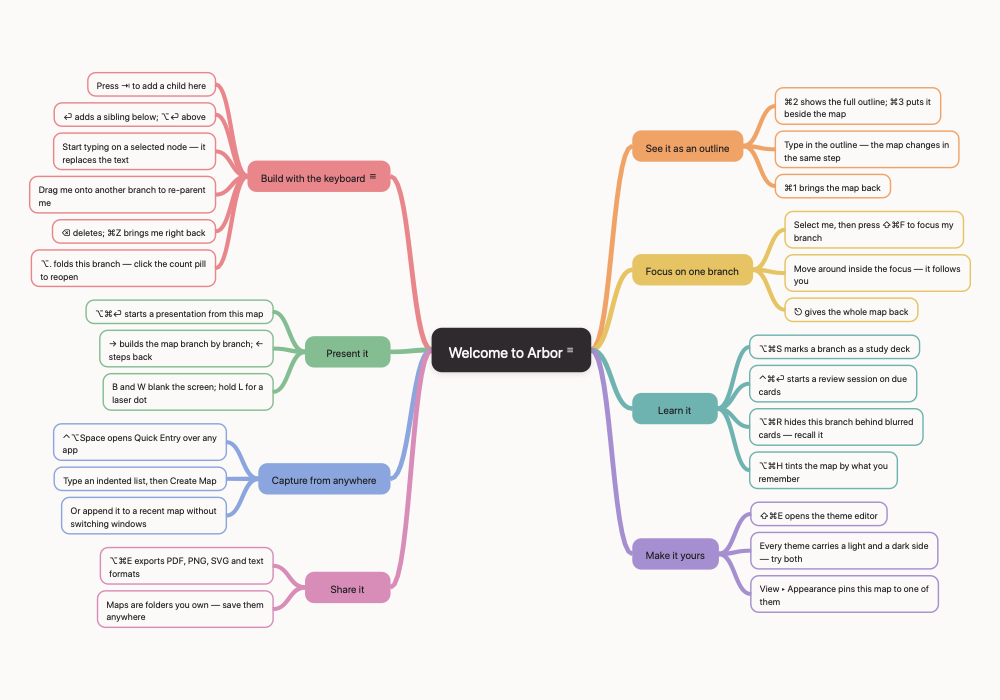 Welcome to Arbor
Build with the keyboard
Press ⇥ to add a child here
⏎ adds a sibling below; ⌥⏎ above
Start typing on a selected node — it
replaces the text
Drag me onto another branch to re-parent
me
⌫ deletes; ⌘Z brings me right back
⌥. folds this branch — click the count pill
to reopen
Present it
⌥⌘⏎ starts a presentation from this map
→ builds the map branch by branch; ←
steps back
B and W blank the screen; hold L for a
laser dot
Capture from anywhere
⌃⌥Space opens Quick Entry over any
app
Type an indented list, then Create Map
Or append it to a recent map without
switching windows
Share it
⌥⌘E exports PDF, PNG, SVG and text
formats
Maps are folders you own — save them
anywhere
See it as an outline
⌘2 shows the full outline; ⌘3 puts it
beside the map
Type in the outline — the map changes in
the same step
⌘1 brings the map back
Focus on one branch
Select me, then press ⇧⌘F to focus my
branch
Move around inside the focus — it follows
you
⎋ gives the whole map back
Learn it
⌥⌘S marks a branch as a study deck
⌃⌘⏎ starts a review session on due
cards
⌥⌘R hides this branch behind blurred
cards — recall it
⌥⌘H tints the map by what you
remember
Make it yours
⇧⌘E opens the theme editor
Every theme carries a light and a dark side
— try both
View ▸ Appearance pins this map to one of
them